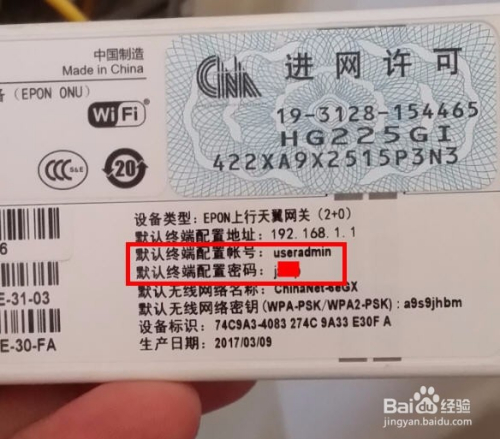 中国制造
Made in China
备（EPON ONU）
WiFi
CCC
20
CNA 进网许可
19-3128-154465
HG225GI
422XA9X2515P3N3
设备类型：EPON上行天翼网关（2+0）
默认终端配置地址：192.168.1.1
默认终端配置帐号：useradmin
默认终端配置密码：j
默认无线网络名称：ChinaNet-6eGX
默认无线网络密钥(WPA-PSK/WPA2-PSK)：a9s9jhbm
设备标识：74C9A3-4083 274C 9A33 E30F A
生产日期：2017/03/09
6
E-31-03
E-30-FA
Baidu经验
jingyan.baidu.com